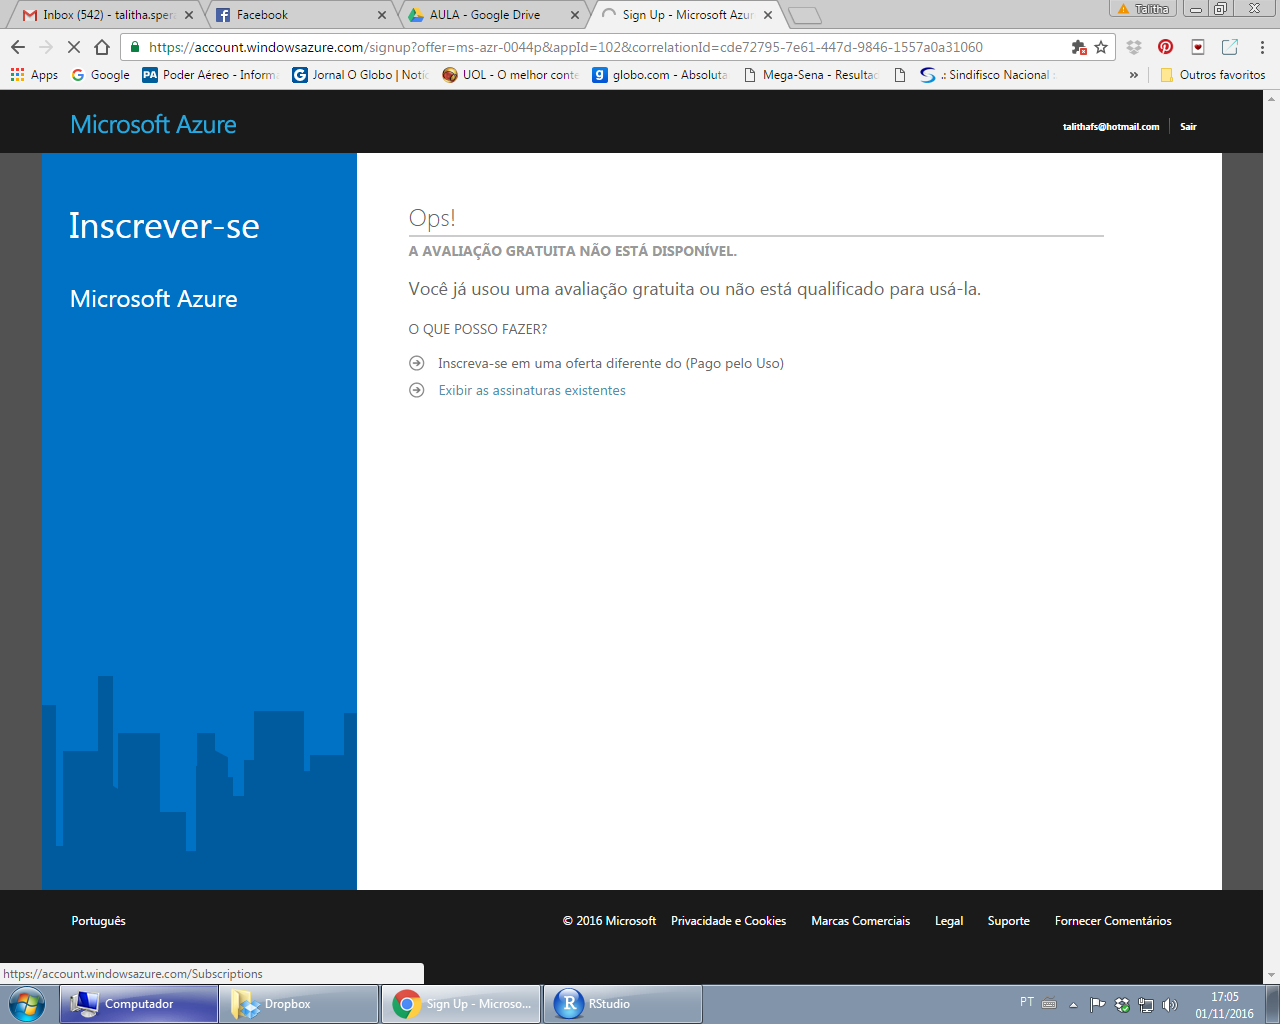 Inbox (542) - talitha.sper
Facebook
AULA - Google Drive
Sign Up - Microsoft Azur
Talitha
https://account.windowsazure.com/signup?offer=ms-azr-0044p&appId=102&correlationId=cde72795-7e61-447d-9846-1557a0a31060
Apps
Google
Poder Aéreo - Inform
Jornal O Globo | Notíc
UOL - O melhor conte
globo.com - Absoluta
Mega-Sena - Resultac
.: Sindifisco Nacional :
»
Outros favoritos
Microsoft Azure
talithafs@hotmail.com
Sair
Inscrever-se
Microsoft Azure
Ops!
A AVALIAÇÃO GRATUITA NÃO ESTÁ DISPONÍVEL.
Você já usou uma avaliação gratuita ou não está qualificado para usá-la.
O QUE POSSO FAZER?
Inscreva-se em uma oferta diferente do (Pago pelo Uso)
Exibir as assinaturas existentes
Português
© 2016 Microsoft
Privacidade e Cookies
Marcas Comerciais
Legal
Suporte
Fornecer Comentários
https://account.windowsazure.com/Subscriptions
Computador
Dropbox
Sign Up - Microso...
RStudio
PT
17:05
01/11/2016